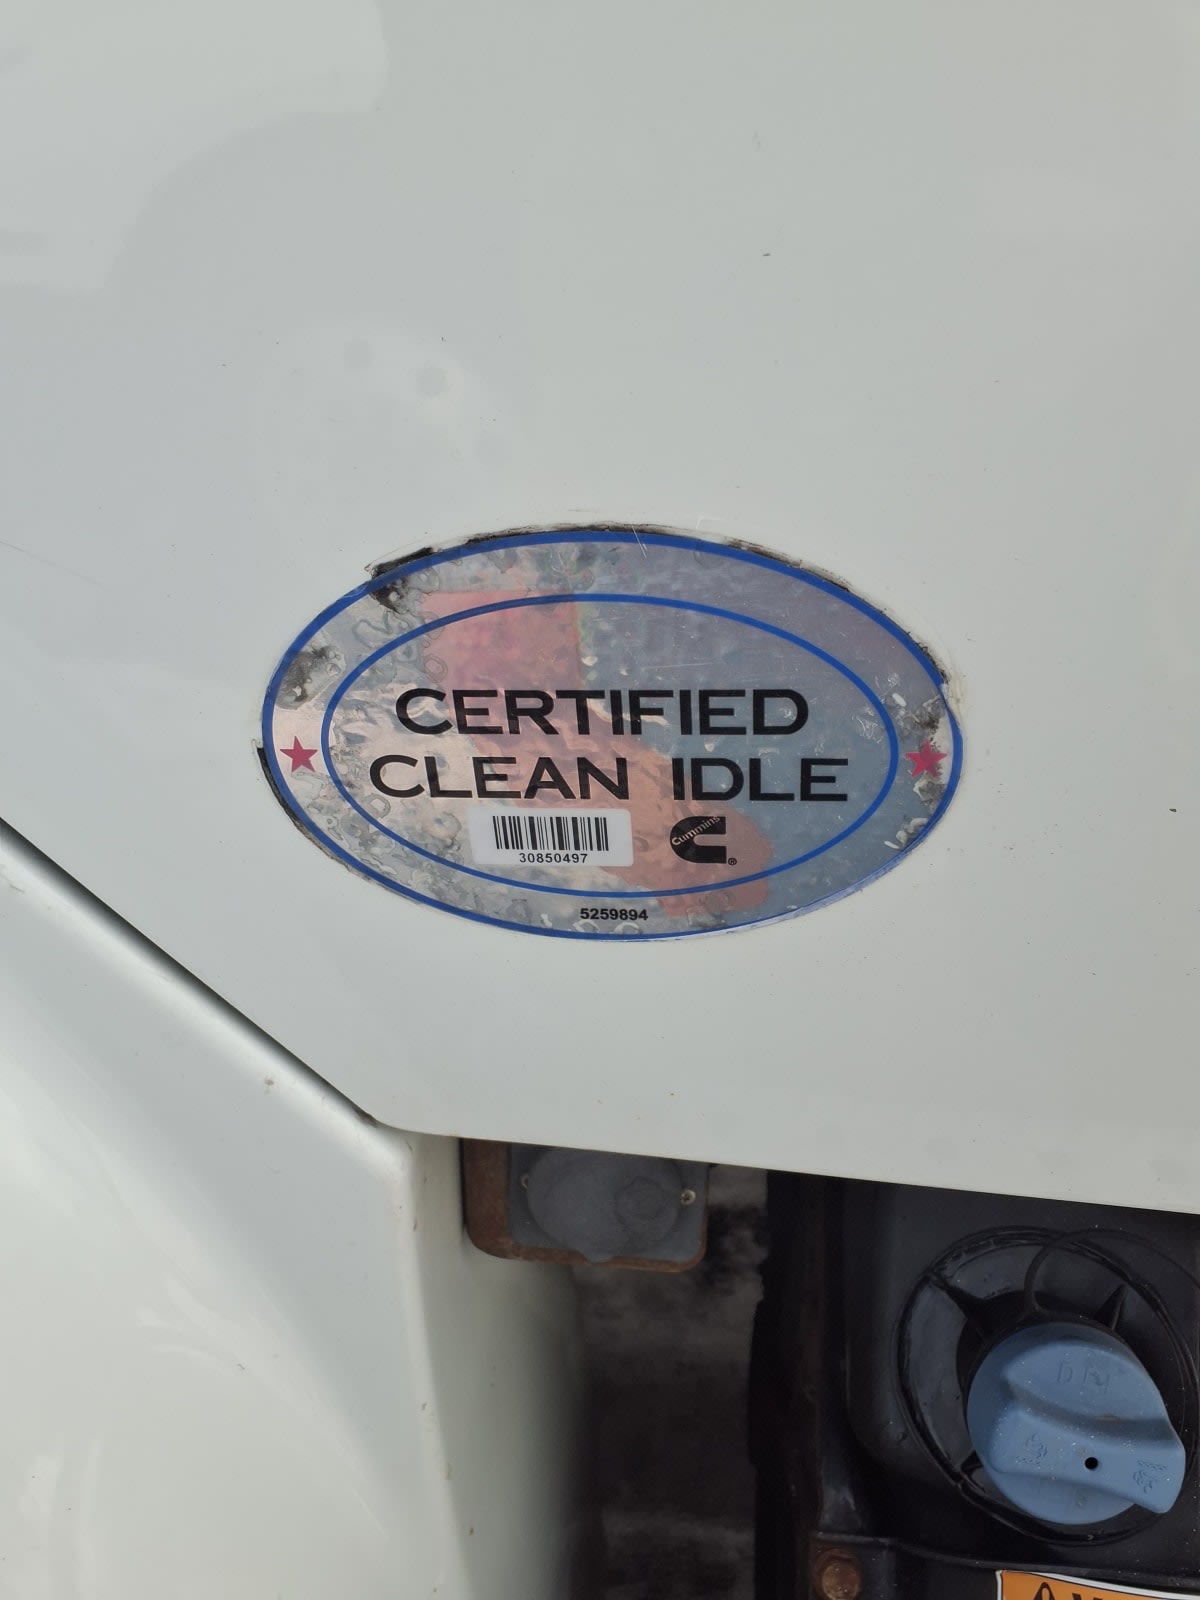 CERTIFIED
CLEAN IDLE
30850497
Cummins
®
5259894